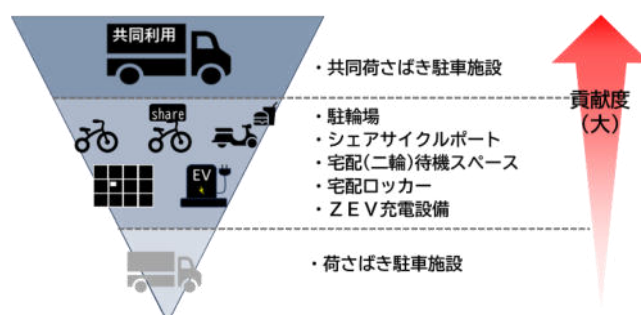 共同利用
・共同荷さばき駐車施設
貢献度
(大)
share
・駐輪場
・シェアサイクルポート
・宅配(二輪)待機スペース
・宅配ロッカー
・ZEV充電設備
EV
・荷さばき駐車施設